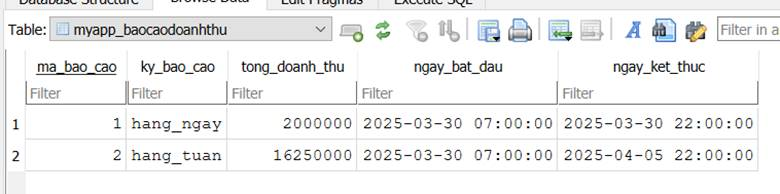 Database Structure Browse Data Edit Pragmas Execute SQL
Table: myapp_baocaodoanhthu Filter in a
ma_bao_cao ky_bao_cao tong_doanh_thu ngay_bat_dau ngay_ket_thuc
Filter Filter Filter Filter Filter
1 1 hang_ngay 2000000 2025-03-30 07:00:00 2025-03-30 22:00:00
2 2 hang_tuan 16250000 2025-03-30 07:00:00 2025-04-05 22:00:00